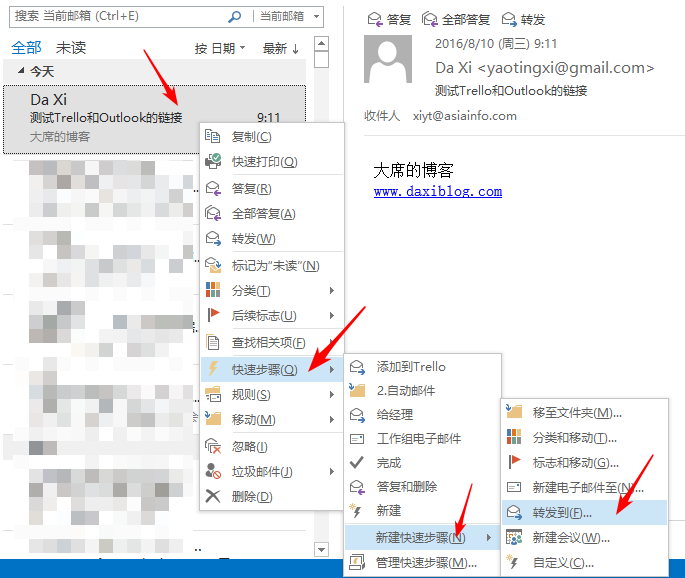 搜索 当前邮箱 (Ctrl+E)
当前邮箱
全部 未读
按 日期
最新 ↓
今天
Da Xi
测试Trello和Outlook的链接
9:11
大席的博客
复制(C)
快速打印(Q)
答复(R)
全部答复(A)
转发(W)
标记为“未读”(N)
分类(T)
后续标志(U)
查找相关项(F)
快速步骤(Q)
规则(S)
移动(M)
忽略(I)
垃圾邮件(J)
删除(D)
添加到Trello
2.自动邮件
给经理
工作组电子邮件
完成
答复和删除
新建
新建快速步骤(N)
管理快速步骤(M)...
移至文件夹(M)...
分类和移动(T)...
标志和移动(G)...
新建电子邮件至(N)...
转发到(F)...
新建会议(W)...
自定义(C)...
答复 全部答复 转发
2016/8/10 (周三) 9:11
Da Xi <yaotingxi@gmail.com>
测试Trello和Outlook的链接
收件人 xiyt@asiainfo.com
大席的博客
www.daxiblog.com